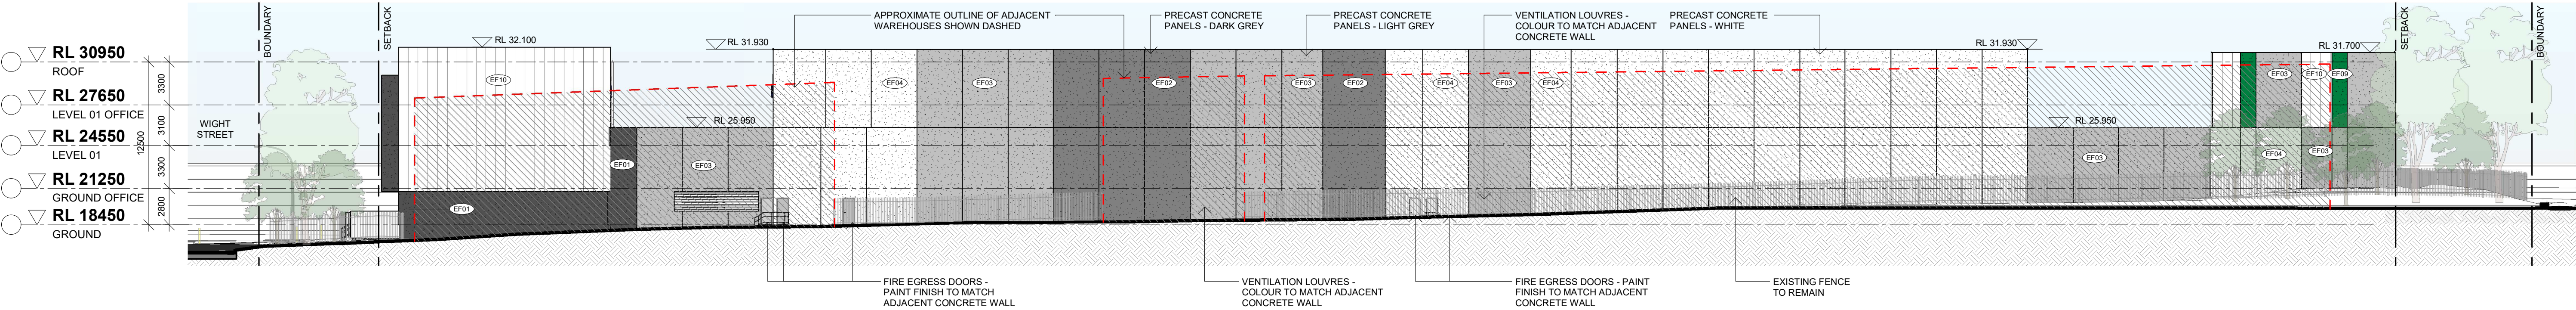 BOUNDARY
SETBACK
RL 32.100
RL 31.930
APPROXIMATE OUTLINE OF ADJACENT
WAREHOUSES SHOWN DASHED
PRECAST CONCRETE
PANELS - DARK GREY
PRECAST CONCRETE
PANELS - LIGHT GREY
VENTILATION LOUVRES -
COLOUR TO MATCH ADJACENT
CONCRETE WALL
PRECAST CONCRETE
PANELS - WHITE
RL 31.930
RL 31.700
SETBACK
BOUNDARY
RL 30950
ROOF
3300
RL 27650
LEVEL 01 OFFICE
3100
RL 24550
LEVEL 01
12500
3300
RL 21250
GROUND OFFICE
2800
RL 18450
GROUND
WIGHT
STREET
EF10
EF04
EF03
EF02
EF03
EF02
EF04
EF03
EF04
EF03
EF10
EF09
RL 25.950
RL 25.950
EF01
EF03
EF03
EF04
EF03
EF01
FIRE EGRESS DOORS -
PAINT FINISH TO MATCH
ADJACENT CONCRETE WALL
VENTILATION LOUVRES -
COLOUR TO MATCH ADJACENT
CONCRETE WALL
FIRE EGRESS DOORS - PAINT
FINISH TO MATCH ADJACENT
CONCRETE WALL
EXISTING FENCE
TO REMAIN